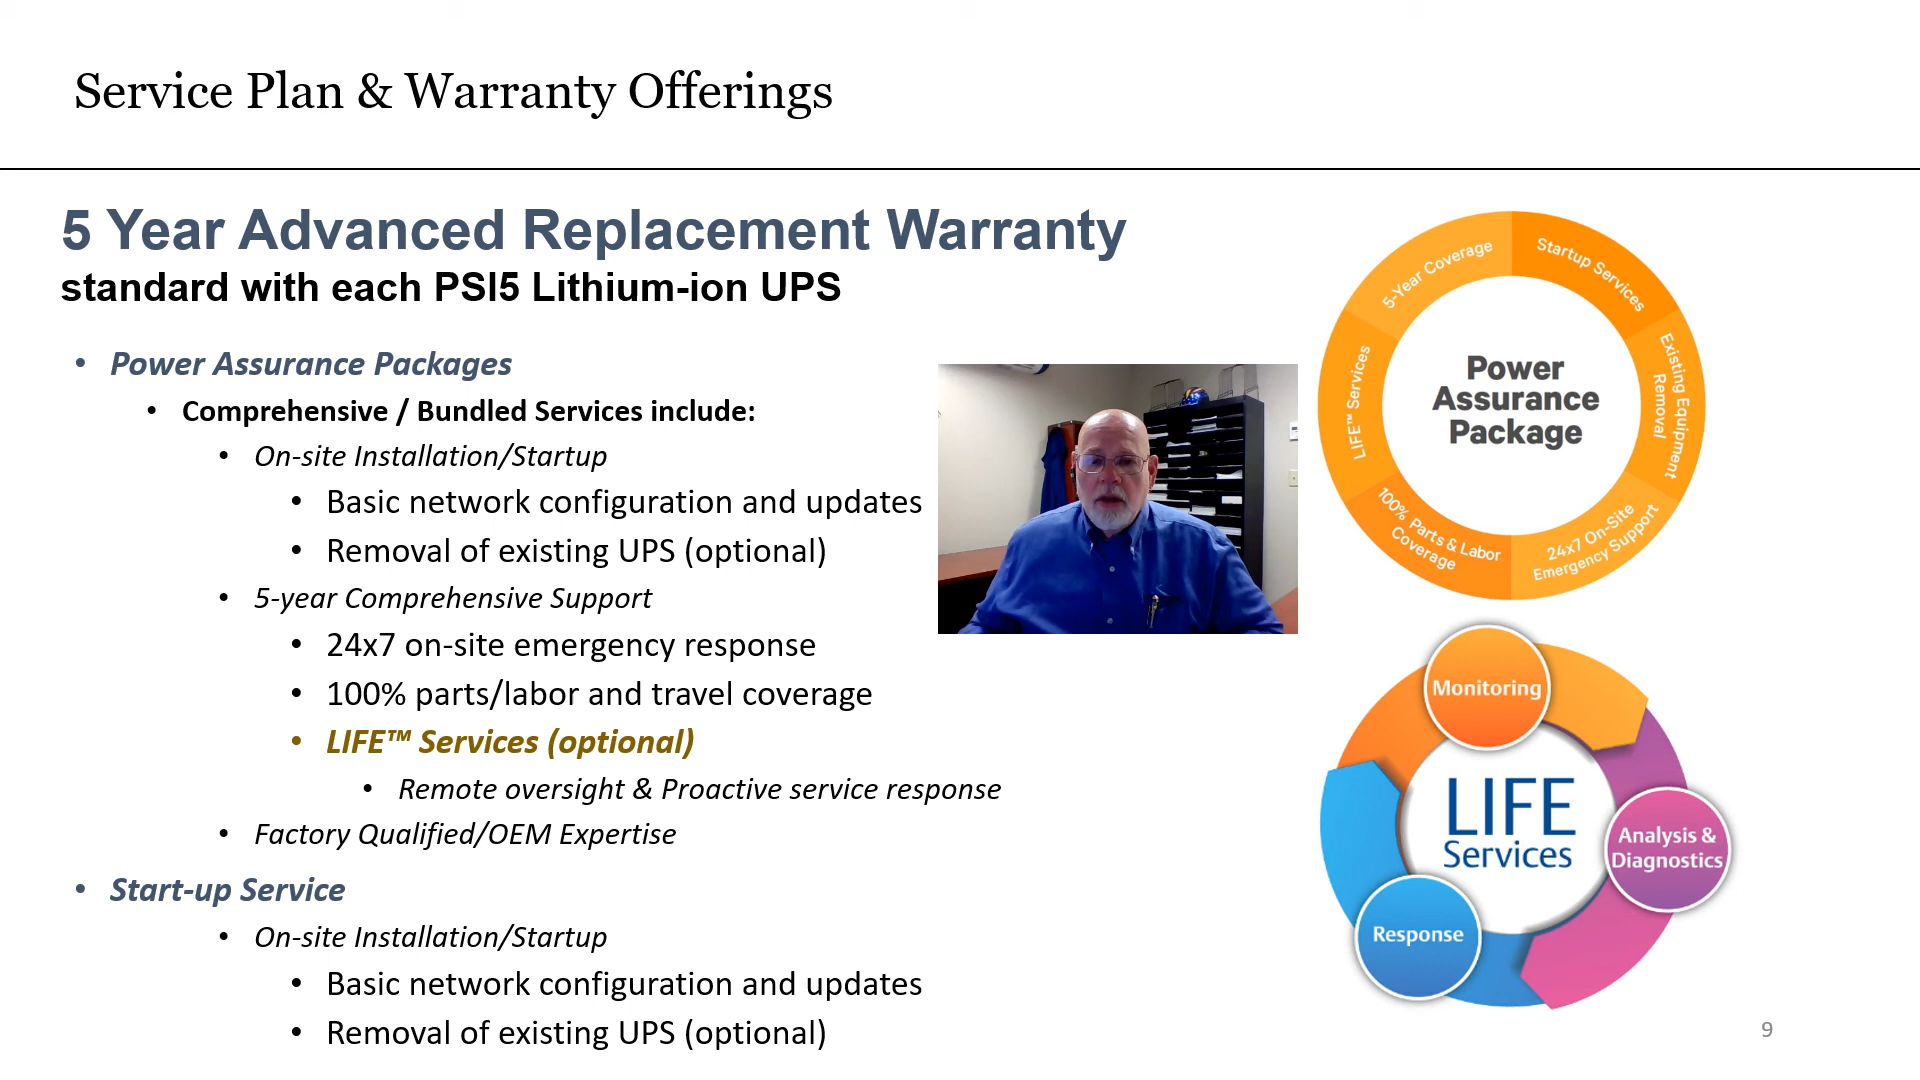 Service Plan & Warranty Offerings
5 Year Advanced Replacement Warranty
standard with each PSI5 Lithium-ion UPS
• Power Assurance Packages
• Comprehensive / Bundled Services include:
• On-site Installation/Startup
• Basic network configuration and updates
• Removal of existing UPS (optional)
• 5-year Comprehensive Support
• 24x7 on-site emergency response
• 100% parts/labor and travel coverage
• LIFE™ Services (optional)
• Remote oversight & Proactive service response
• Factory Qualified/OEM Expertise
• Start-up Service
• On-site Installation/Startup
• Basic network configuration and updates
• Removal of existing UPS (optional)
Power
Assurance
Package
Startup Services
Existing Equipment
Removal
24x7 On-Site
Emergency Support
100% Parts & Labor
Coverage
LIFE™ Services
5-Year Coverage
Monitoring
LIFE
Services
Analysis &
Diagnostics
Response
9